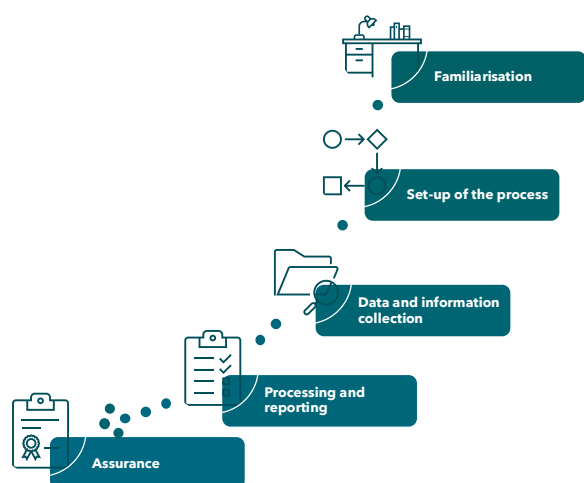 Familiarisation
Set-up of the process
Data and information
collection
Processing and
reporting
Assurance